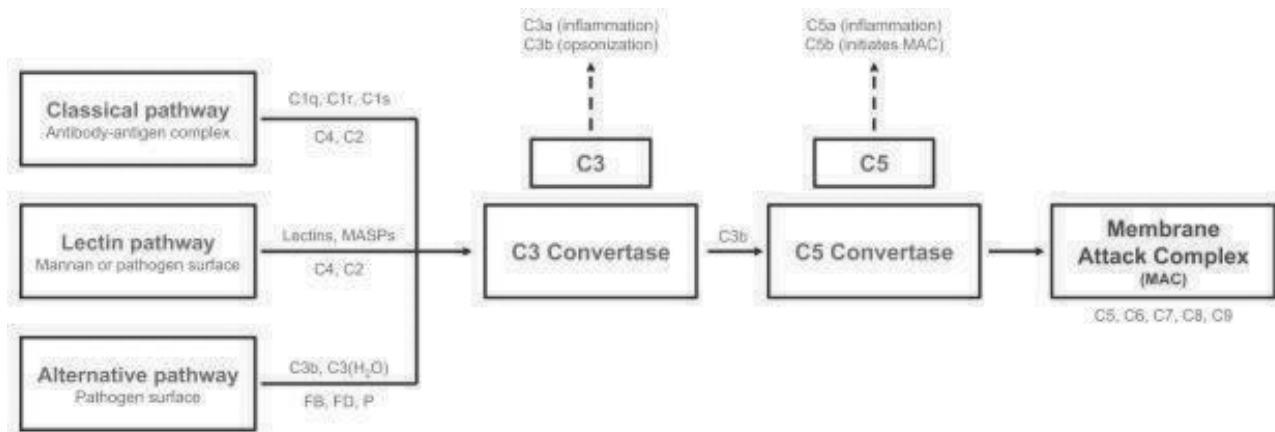 C3a (inflammation)
C3b (opsonization)
C5a (inflammation)
C5b (initiates MAC)
Classical pathway
Antibody-antigen complex
C1q, C1r, C1s
C4, C2
C3
C5
Lectin pathway
Mannan or pathogen surface
Lectins, MASPs
C4, C2
C3 Convertase
C3b
C5 Convertase
Membrane
Attack Complex
(MAC)
C5, C6, C7, C8, C9
Alternative pathway
Pathogen surface
C3b, C3(H₂O)
FB, FD, P